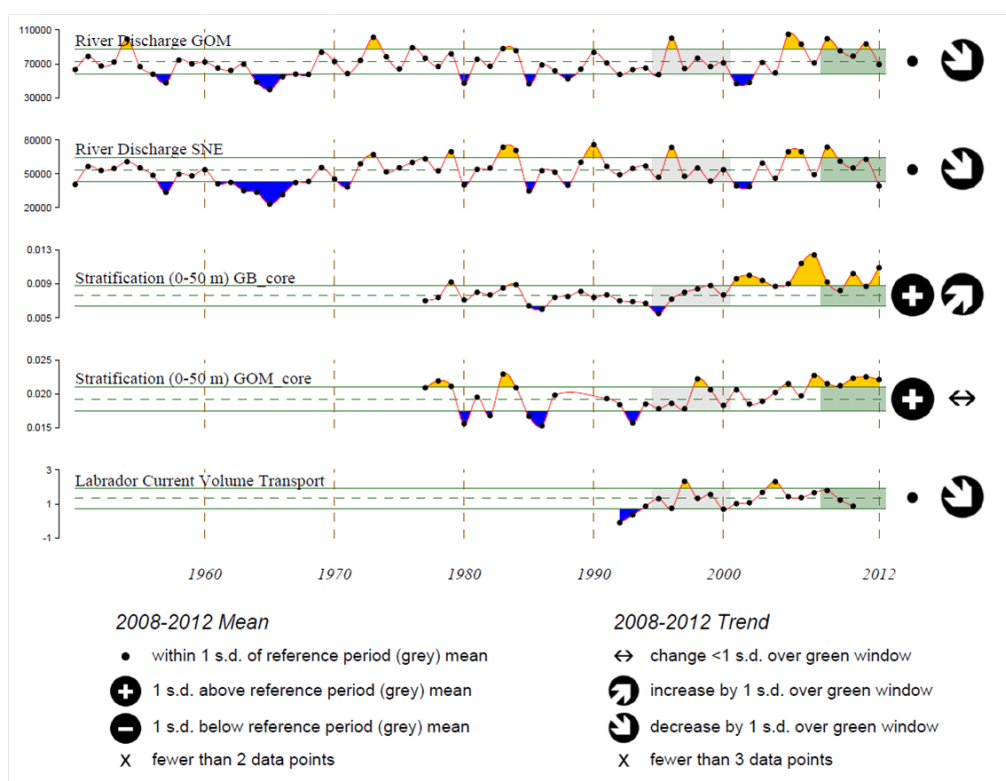 110000
70000
30000
River Discharge GOM
80000
50000
20000
River Discharge SNE
0.013
0.009
0.005
Stratification (0-50 m) GB_core
0.025
0.020
0.015
Stratification (0-50 m) GOM_core
3
1
-1
Labrador Current Volume Transport
1960 1970 1980 1990 2000 2012
2008-2012 Mean
within 1 s.d. of reference period (grey) mean
1 s.d. above reference period (grey) mean
1 s.d. below reference period (grey) mean
X fewer than 2 data points
2008-2012 Trend
change <1 s.d. over green window
increase by 1 s.d. over green window
decrease by 1 s.d. over green window
X fewer than 3 data points